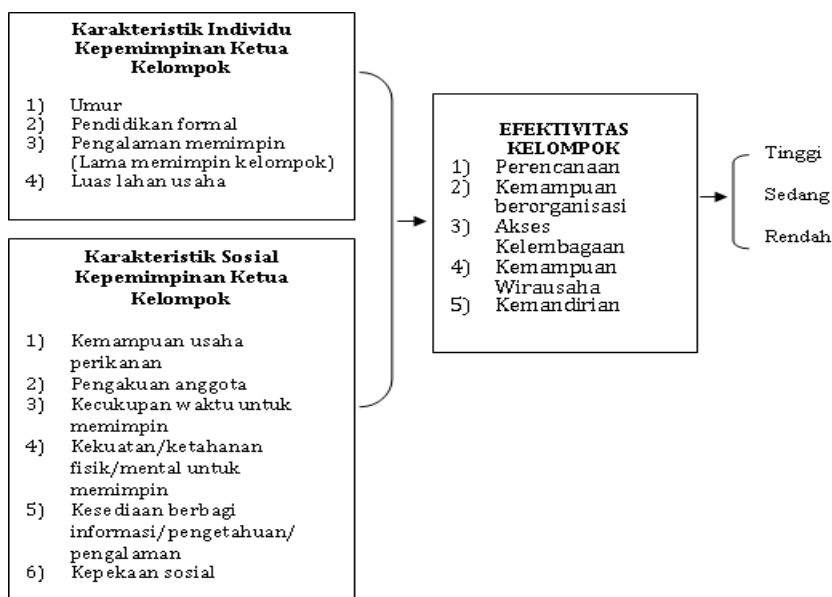 Karakteristik Individu
Kepemimpinan Ketua
Kelompok
1) Umur
2) Pendidikan formal
3) Pengalaman memimpin
(Lama memimpin kelompok)
4) Luas lahan usaha
Karakteristik Sosial
Kepemimpinan Ketua
Kelompok
1) Kemampuan usaha
perikanan
2) Pengakuan anggota
3) Kecukupan waktu untuk
memimpin
4) Kekuatan/ketahanan
fisik/mental untuk
memimpin
5) Kesediaan berbagi
informasi/pengetahuan/
pengalaman
6) Kepekaan sosial
EFEKTIVITAS
KELOMPOK
1) Perencanaan
2) Kemampuan
berorganisasi
3) Akses
Kelembagaan
4) Kemampuan
Wirausaha
5) Kemandirian
Tinggi
Sedang
Rendah